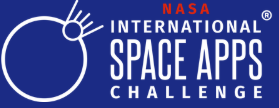 NASA
INTERNATIONAL®
SPACE APPS
CHALLENGE